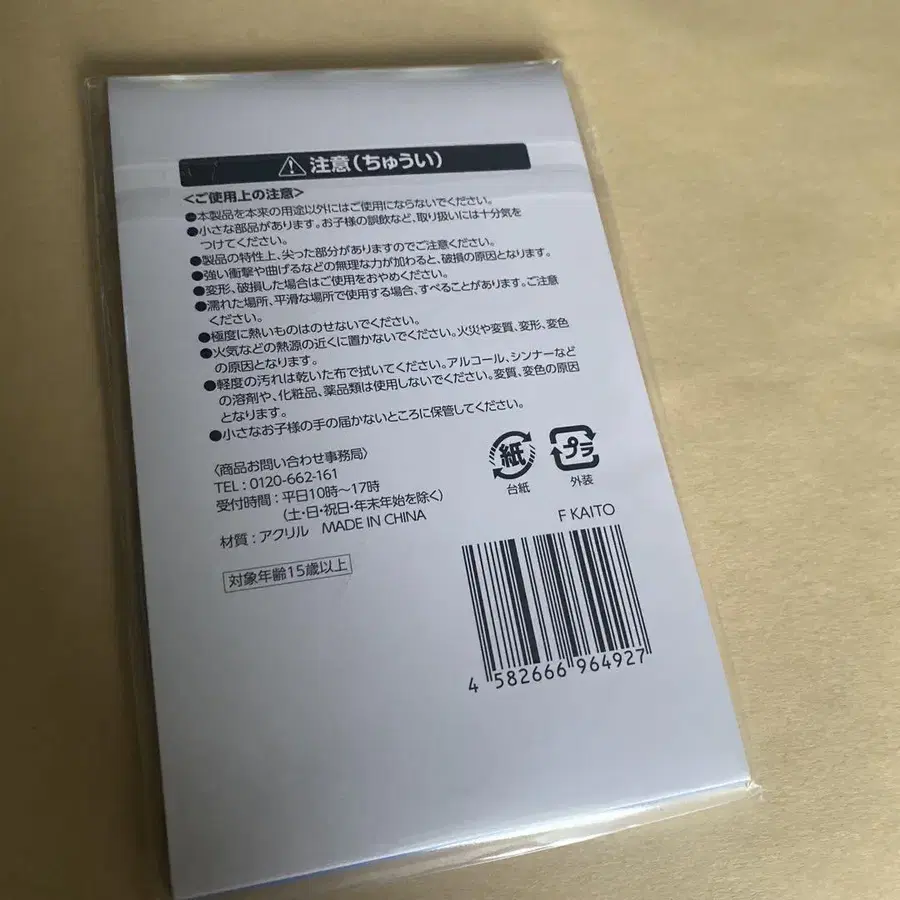 注意(ちゅうい)
<ご使用上の注意>
●本製品を本来の用途以外にはご使用にならないでください。
●小さな部品があります。お子様の誤飲など、取り扱いには十分気を
つけてください。
●製品の特性上、尖った部分がありますのでご注意ください。
●強い衝撃や曲げるなどの無理な力が加わると、破損の原因となります。
●変形、破損した場合はご使用をおやめください。
●濡れた場所、平滑な場所で使用する場合、すべることがあります。ご注意
ください。
●極度に熱いものはのせないでください。
●火気などの熱源の近くに置かないでください。火災や変質、変形、変色
の原因となります。
●軽度の汚れは乾いた布で拭いてください。アルコール、シンナーなど
の溶剤や、化粧品、薬品類は使用しないでください。変質、変色の原因
となります。
●小さなお子様の手の届かないところに保管してください。
〈商品お問い合わせ事務局〉
TEL:0120-662-161
受付時間:平日10時~17時
(土・日・祝日・年末年始を除く)
材質:アクリル MADE IN CHINA
対象年齢15歳以上
紙
台紙
プラ
外装
F KAITO
4 582666 964927